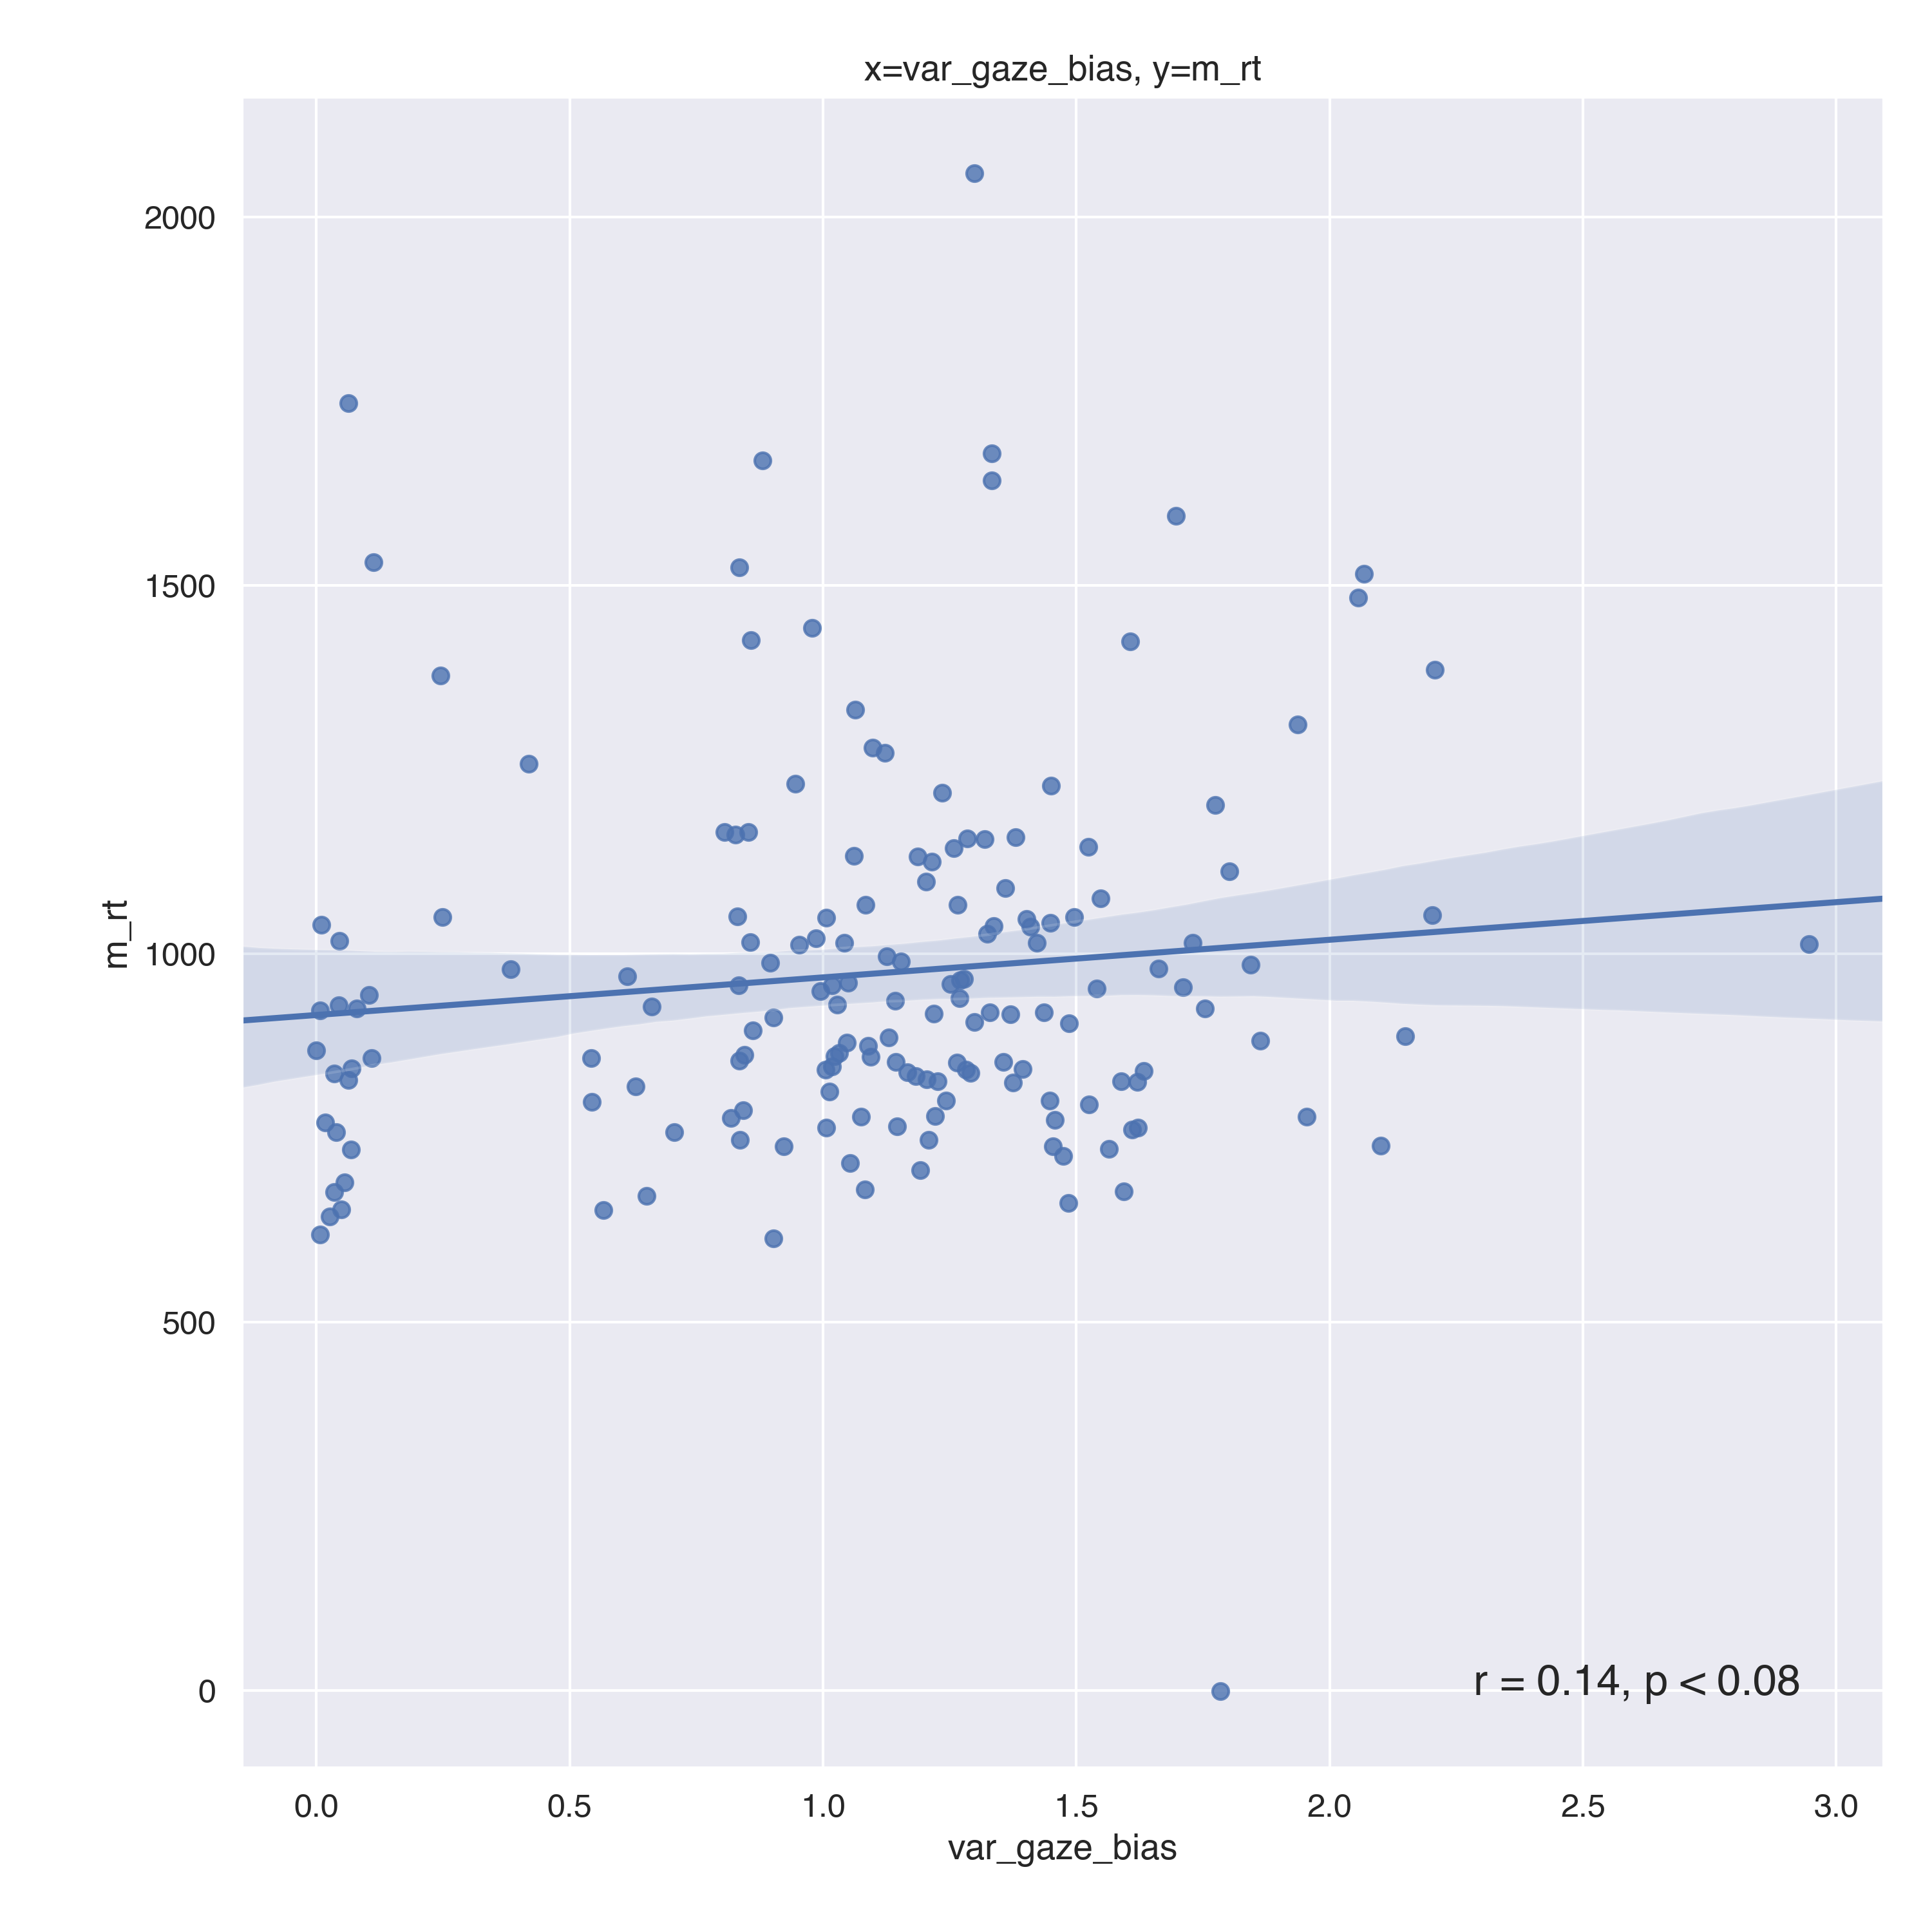 x=var_gaze_bias, y=m_rt
2000
1500
1000
500
0
m_rt
r = 0.14, p < 0.08
0.0 0.5 1.0 1.5 2.0 2.5 3.0
var_gaze_bias